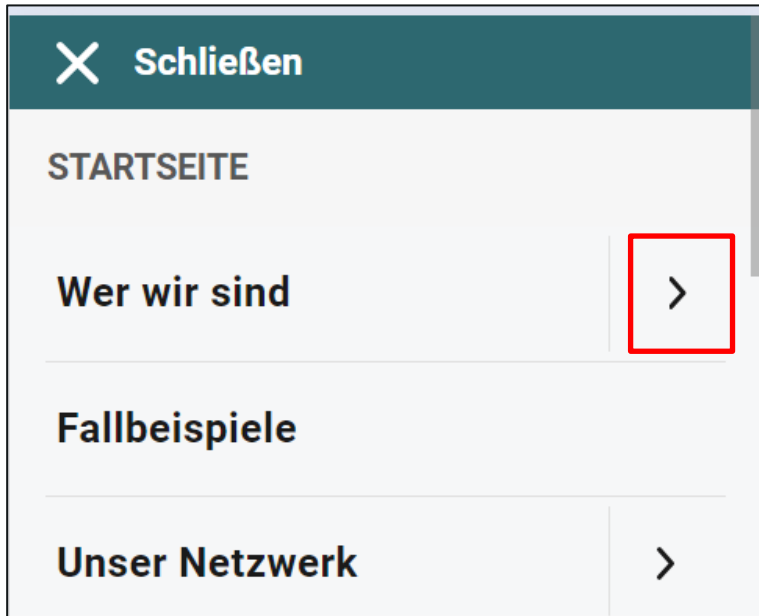 Schließen
STARTSEITE
Wer wir sind
Fallbeispiele
Unser Netzwerk